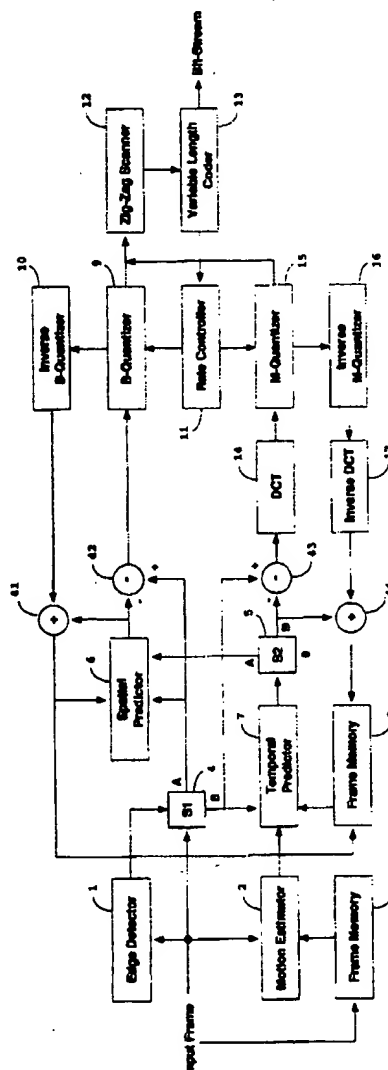 Input Frame
1
Edge Detector
2
Motion Estimator
Frame Memory
4
S1
A
B
6
Spatial
Predictor
7
Temporal
Predictor
Frame Memory
5
S2
A
B
41
+
42
-
+
-
43
-
+
-
+
14
DCT
10
Inverse
B-Quantizer
9
B-Quantizer
Rate Controller
11
M-Quantizer
15
Inverse
M-Quantizer
16
Inverse DCT
12
Zig-Zag Scanner
13
Variable Length
Coder
Bit-Stream